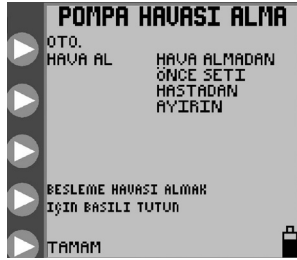 POMPA HAVASI ALMA
OTO.
HAVA AL HAVA ALMADAN
ÖNCE SETI
HASTADAN
AYIRIN
BESLEME HAVASI ALMAK
IÇIN BASILI TUTUN
TAMAM